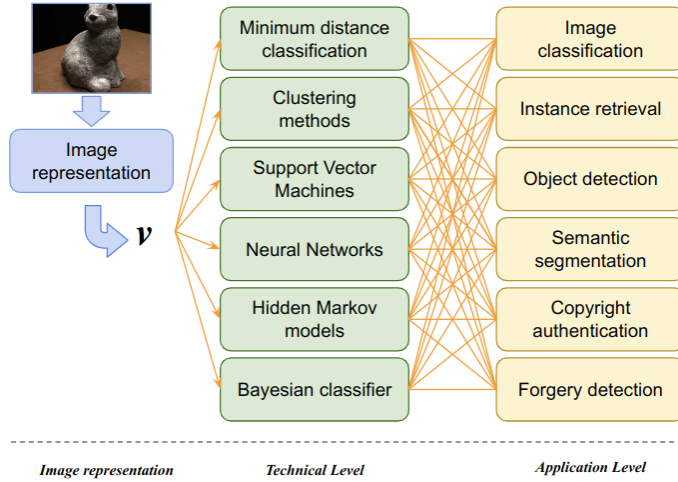 Image
representation
v
Minimum distance
classification
Clustering
methods
Support Vector
Machines
Neural Networks
Hidden Markov
models
Bayesian classifier
Image
classification
Instance retrieval
Object detection
Semantic
segmentation
Copyright
authentication
Forgery detection
Image representation
Technical Level
Application Level